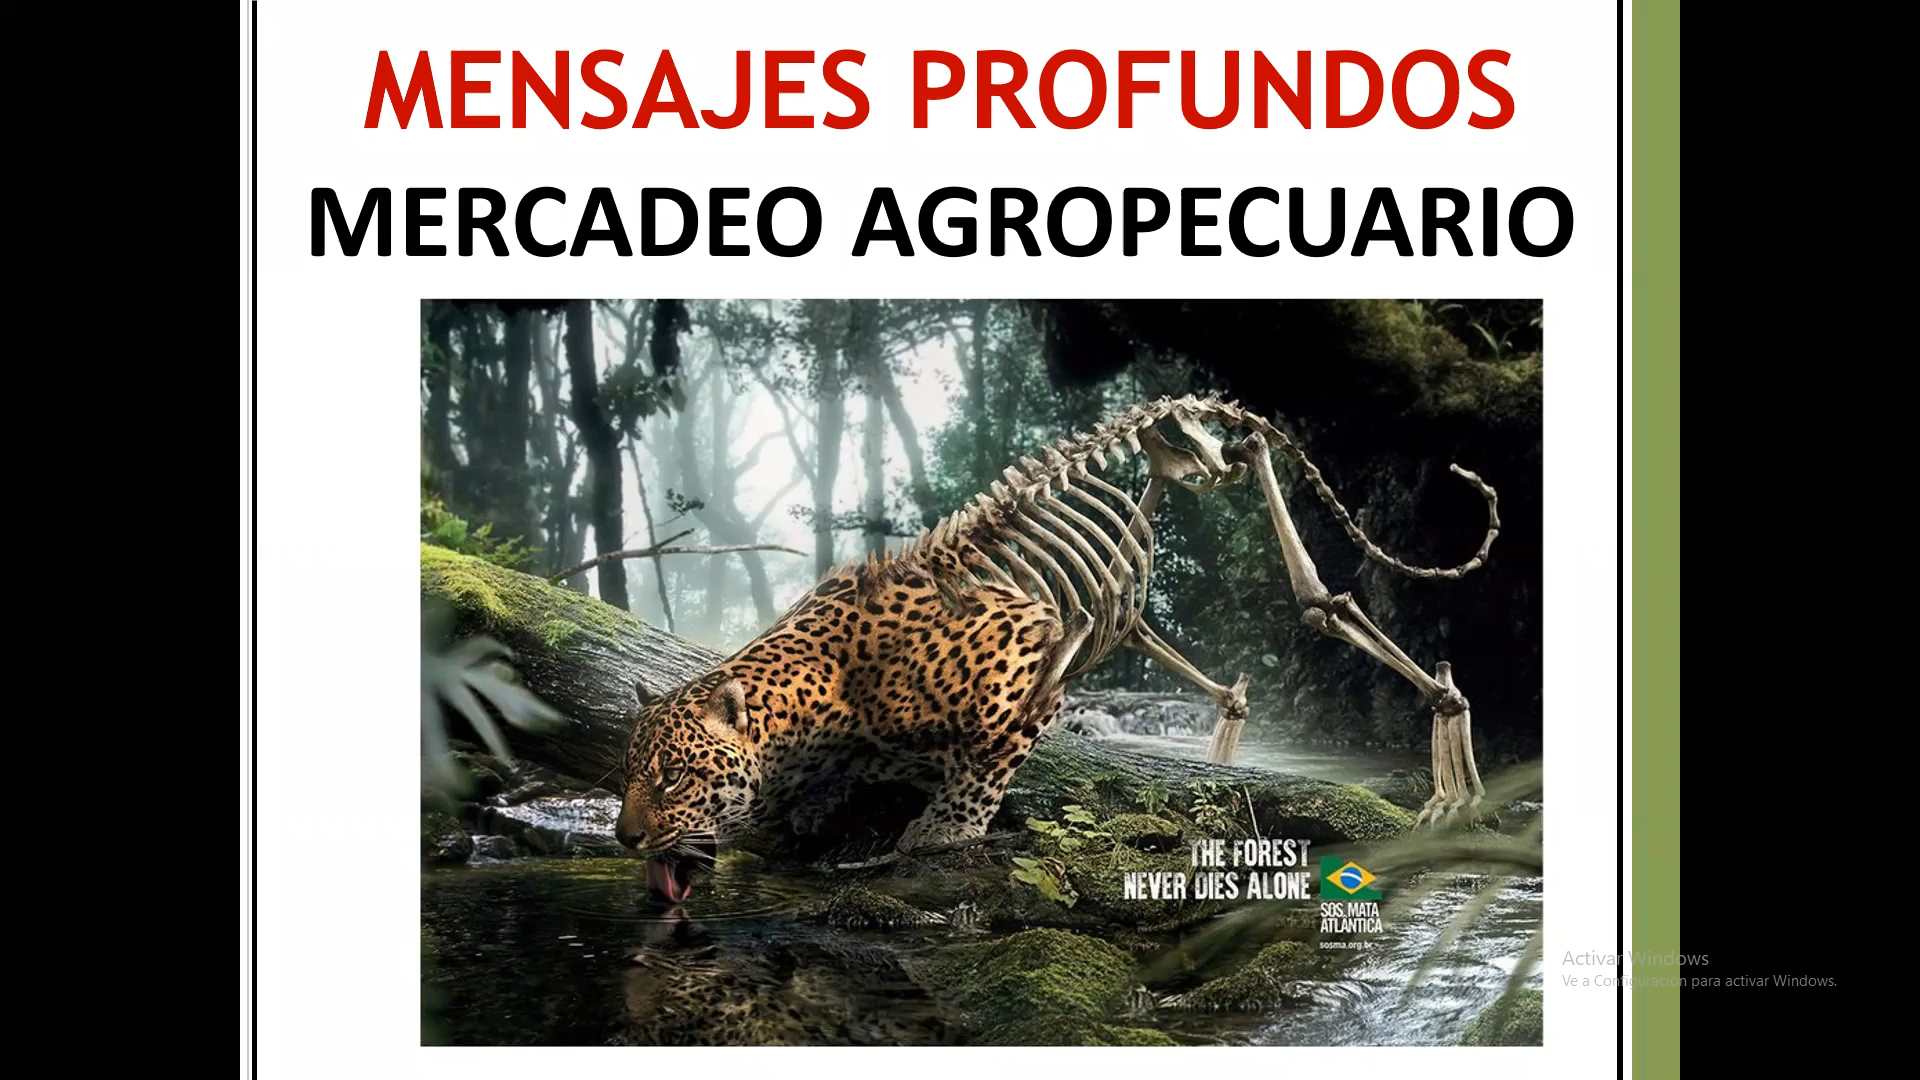 MENSAJES PROFUNDOS
MERCADEO AGROPECUARIO
THE FOREST
NEVER DIES ALONE
SOS MATA
ATLÂNTICA
sosma.org.br
Activar Windows
Ve a Configuración para activar Windows.